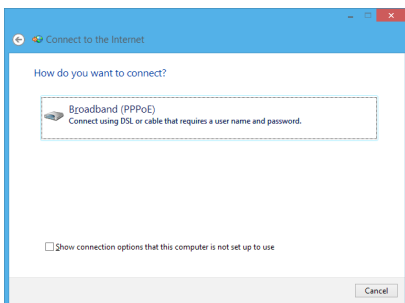 Connect to the Internet
How do you want to connect?
Broadband (PPPoE)
Connect using DSL or cable that requires a user name and password.
Show connection options that this computer is not set up to use
Cancel